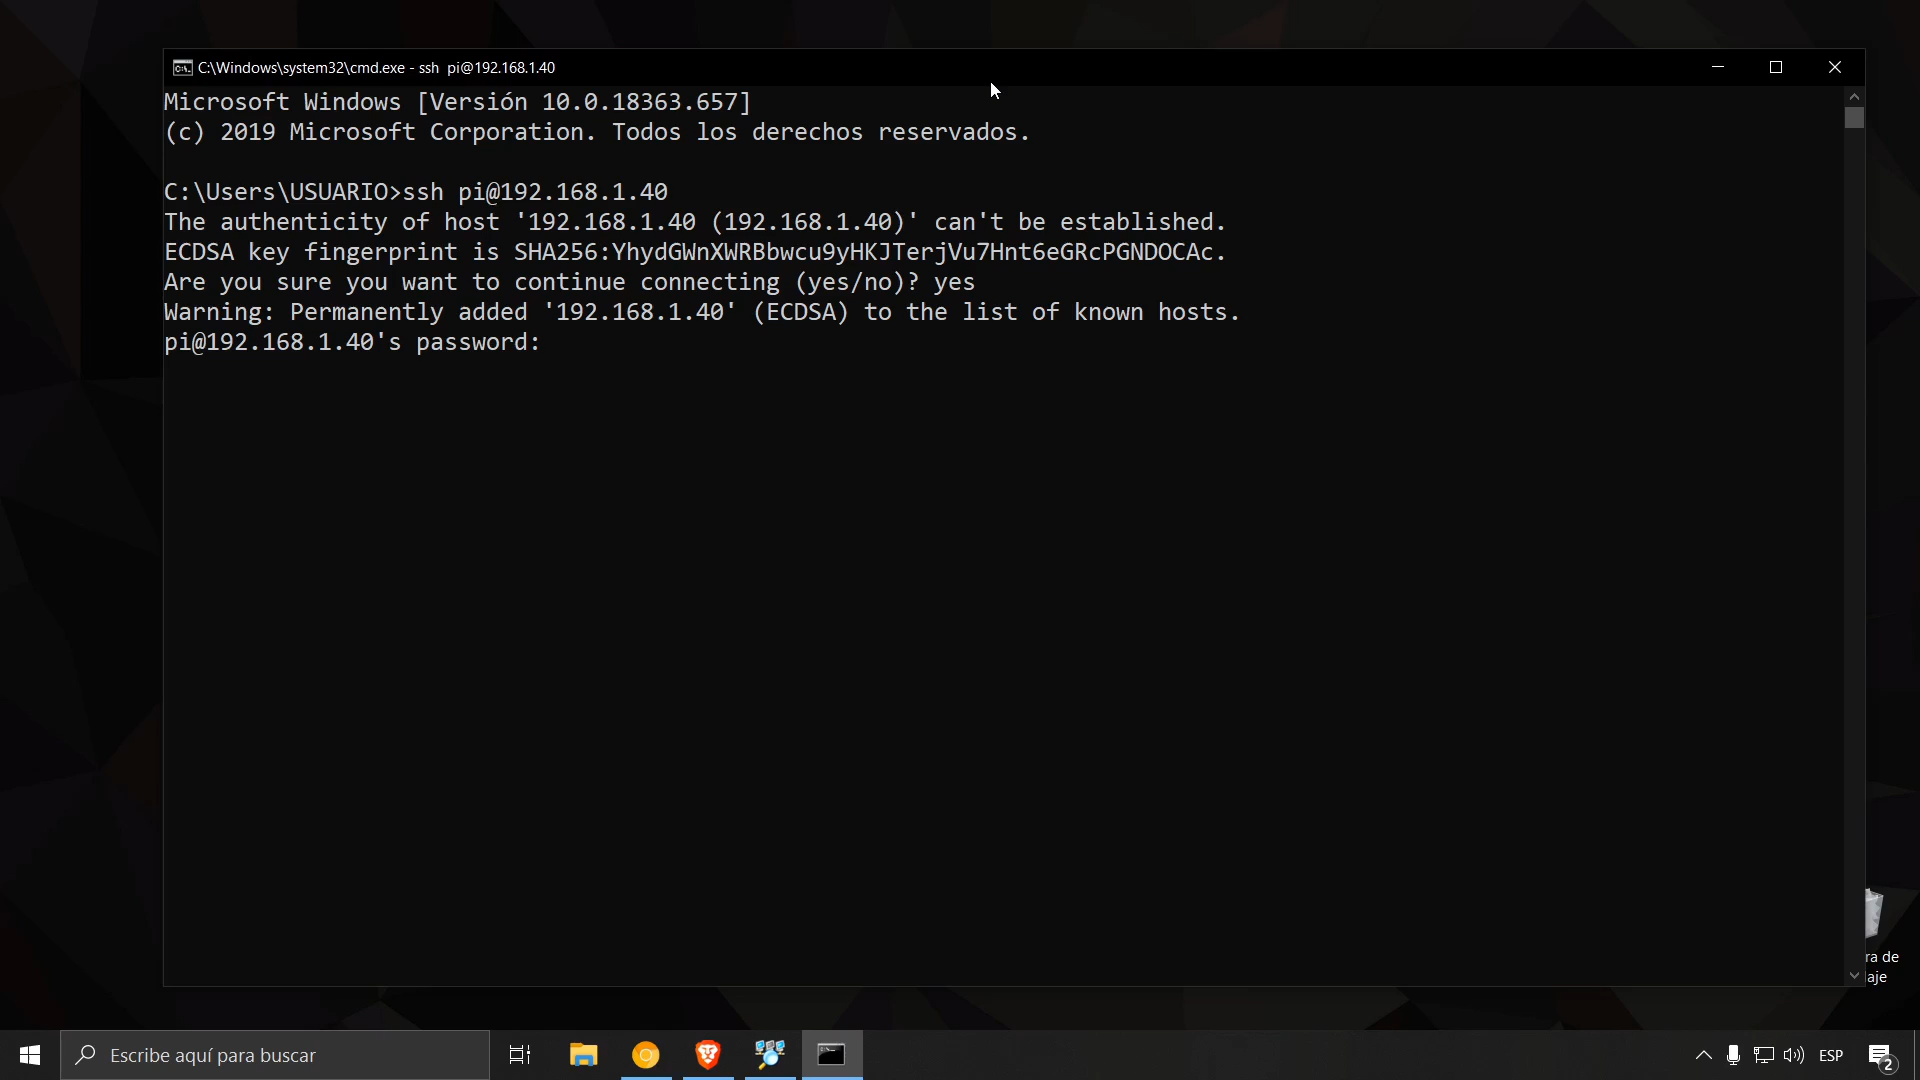 C:\Windows\system32\cmd.exe - ssh pi@192.168.1.40
Microsoft Windows [Versión 10.0.18363.657]
(c) 2019 Microsoft Corporation. Todos los derechos reservados.
C:\Users\USUARIO>ssh pi@192.168.1.40
The authenticity of host '192.168.1.40 (192.168.1.40)' can't be established.
ECDSA key fingerprint is SHA256:YhydGWnXWRBbwcu9yHKJTerjVu7Hnt6eGRcPGNDOCAc.
Are you sure you want to continue connecting (yes/no)? yes
Warning: Permanently added '192.168.1.40' (ECDSA) to the list of known hosts.
pi@192.168.1.40's password:
ra de
aje
Escribe aquí para buscar
ESP
2